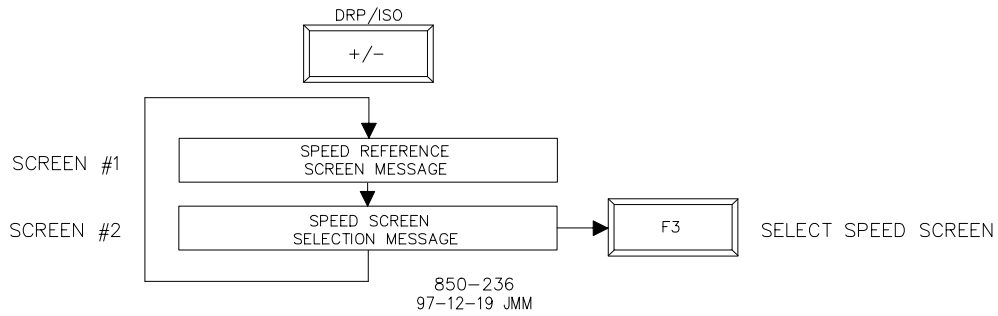 DRP/ISO
+/-
SCREEN #1
SPEED REFERENCE
SCREEN MESSAGE
SCREEN #2
SPEED SCREEN
SELECTION MESSAGE
F3
SELECT SPEED SCREEN
850-236
97-12-19 JMM